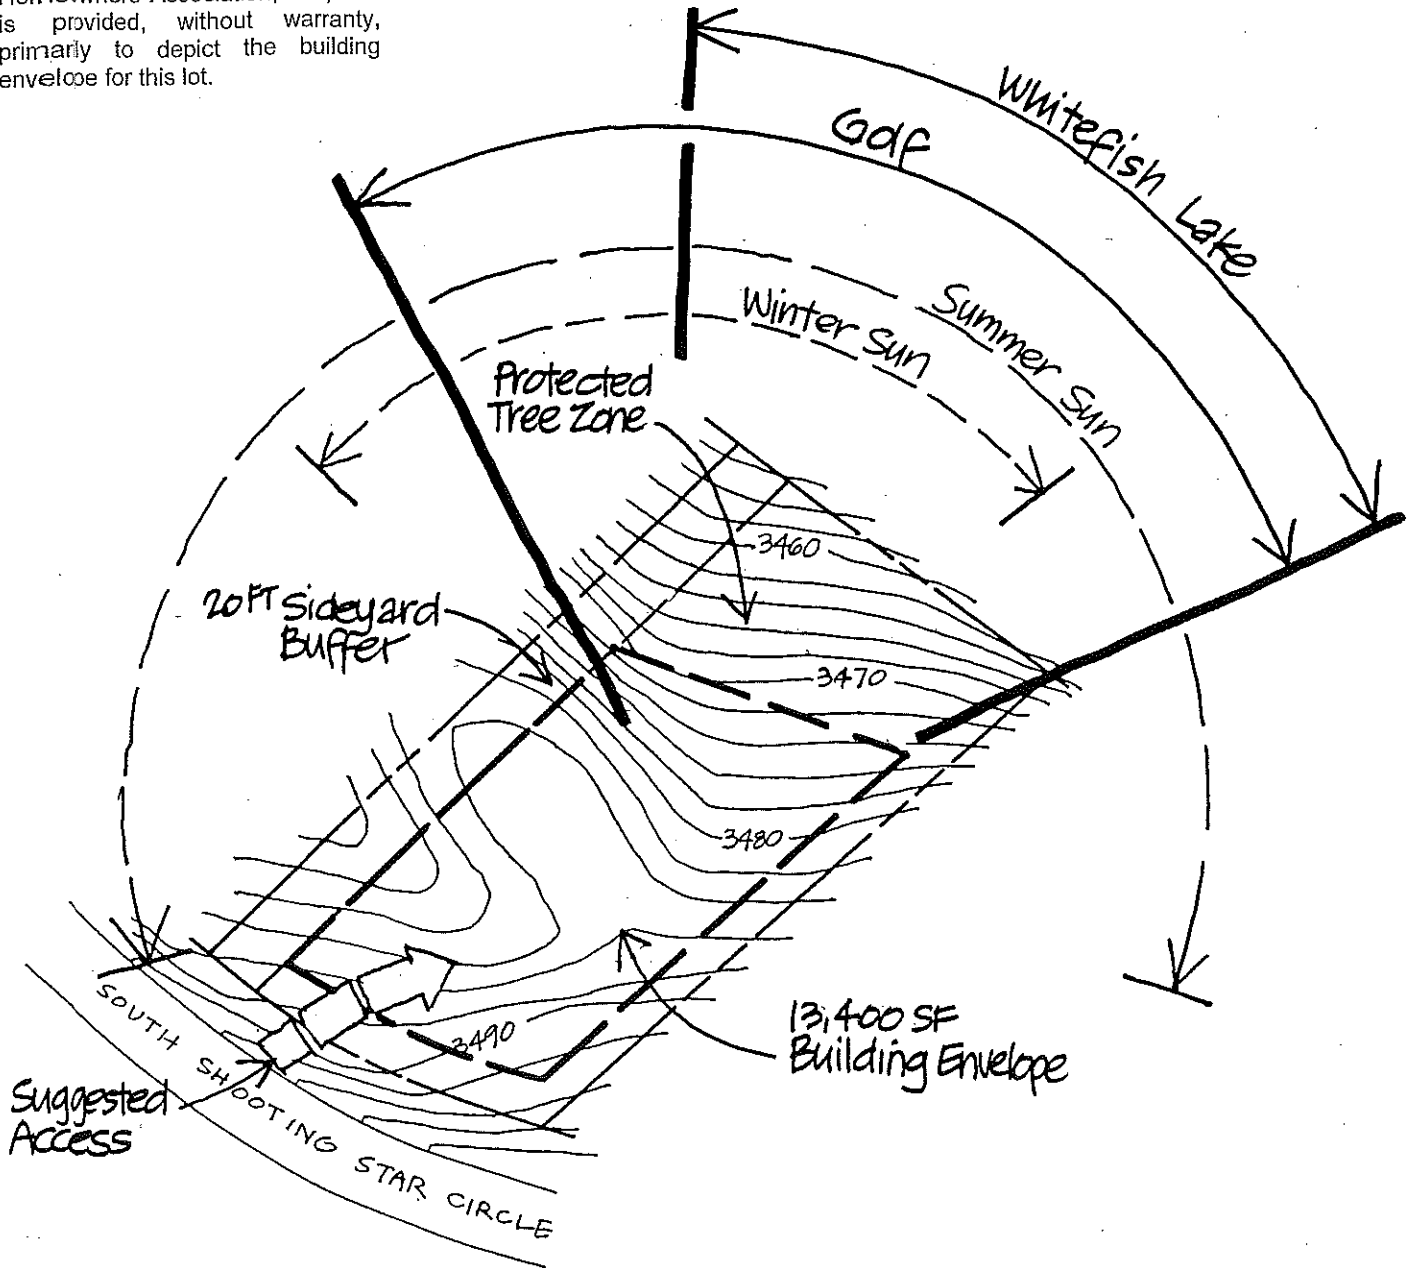 is provided, without warranty,
primarily to depict the building
envelope for this lot.
Whitefish Lake
Golf
Summer Sun
Winter Sun
Protected
Tree Zone
3460
20 FT Sideyard
Buffer
3470
3480
3490
13,400 SF
Building Envelope
SOUTH SHOOTING STAR CIRCLE
Suggested
Access